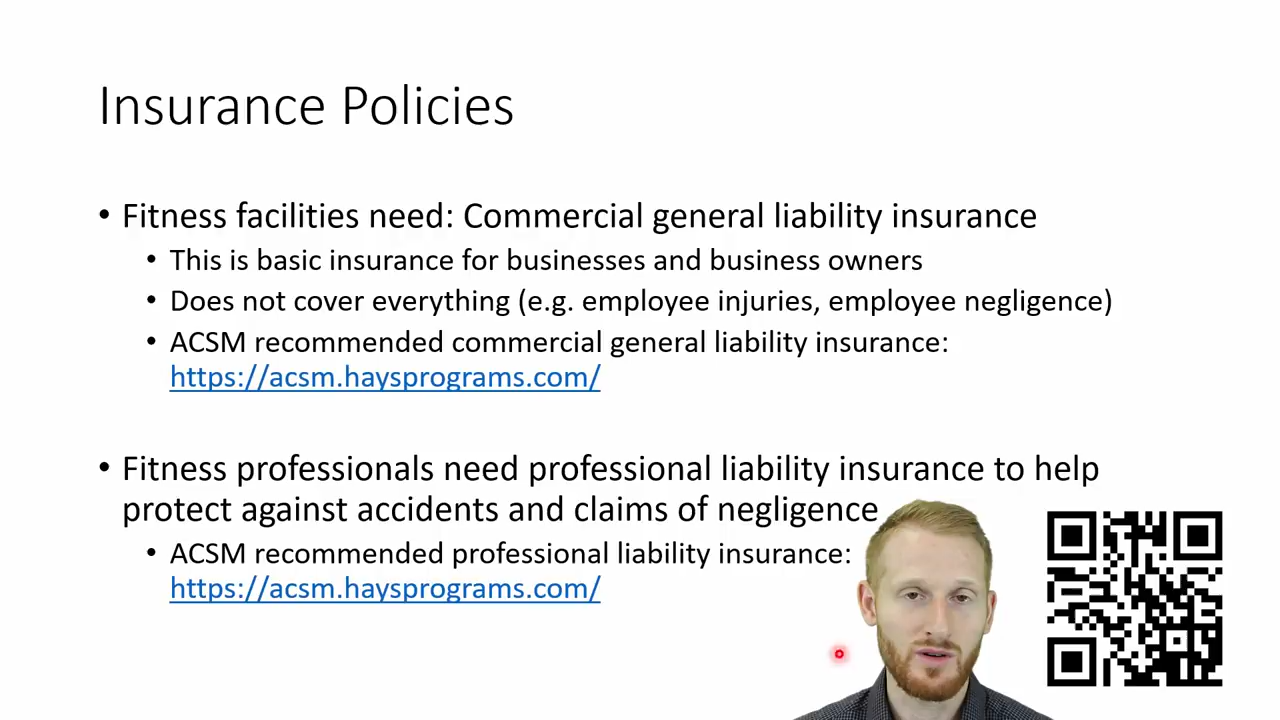 Insurance Policies
• Fitness facilities need: Commercial general liability insurance
• This is basic insurance for businesses and business owners
• Does not cover everything (e.g. employee injuries, employee negligence)
• ACSM recommended commercial general liability insurance:
https://acsm.haysprograms.com/
• Fitness professionals need professional liability insurance to help
protect against accidents and claims of negligence
• ACSM recommended professional liability insurance:
https://acsm.haysprograms.com/